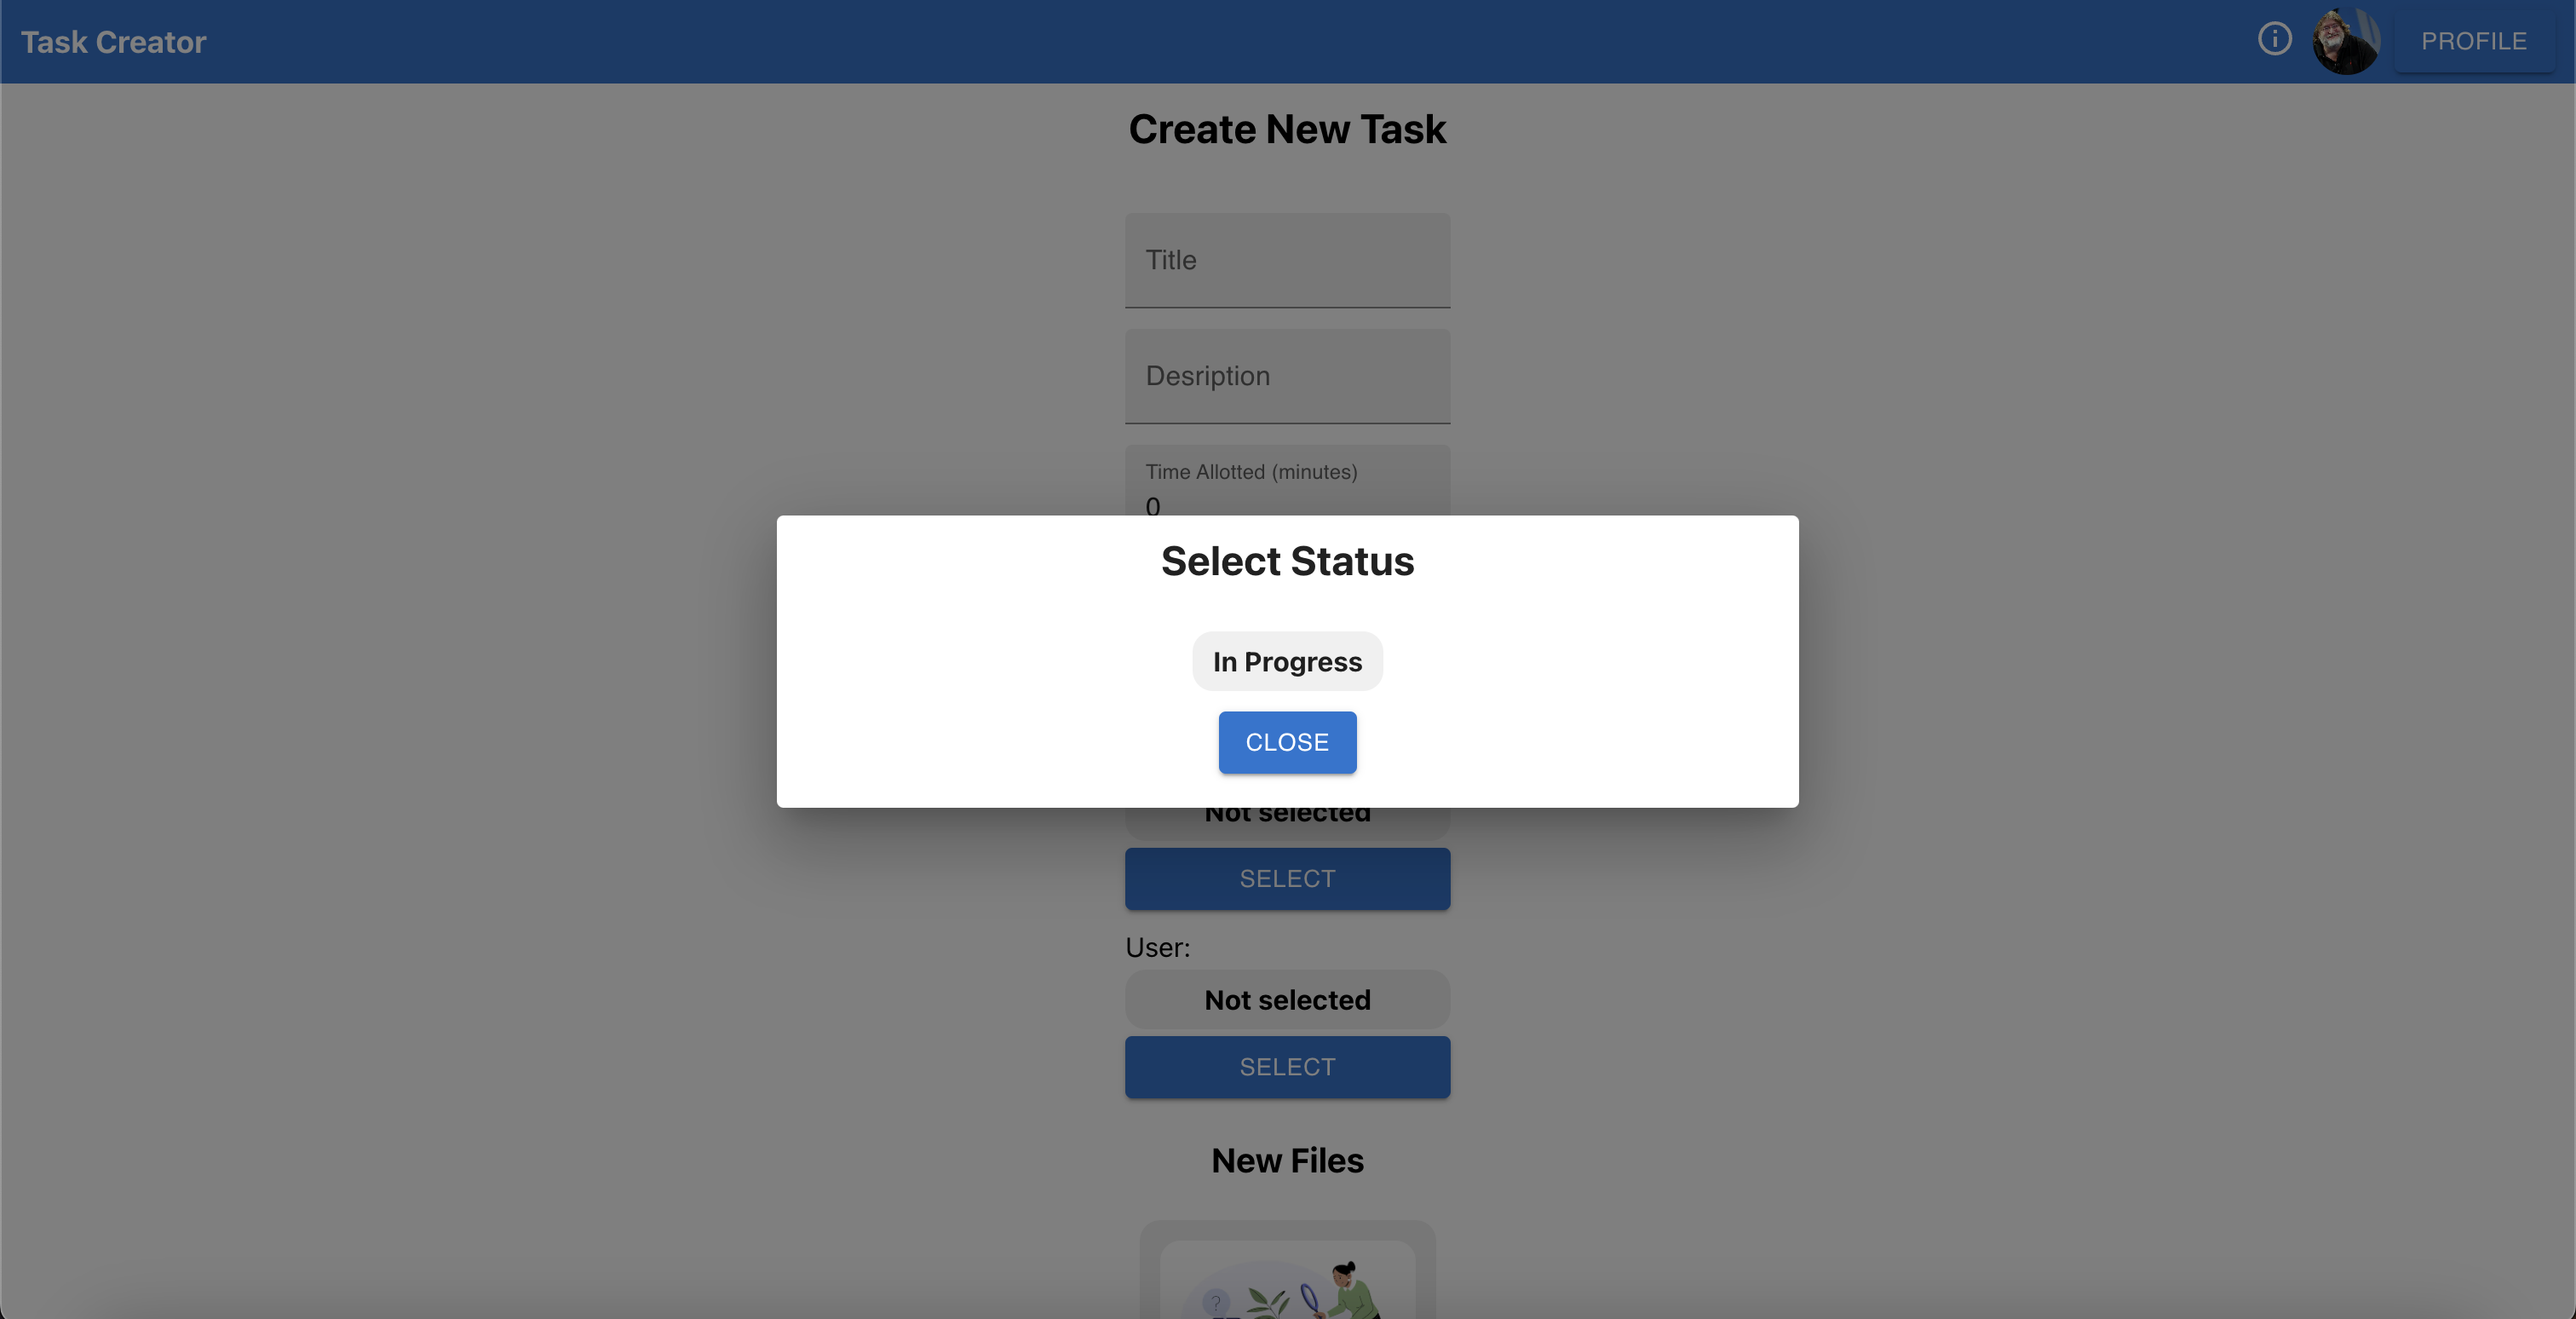 Task Creator
PROFILE
Create New Task
Title
Desription
Time Allotted (minutes)
0
Select Status
In Progress
CLOSE
Not selected
SELECT
User:
Not selected
SELECT
New Files
?